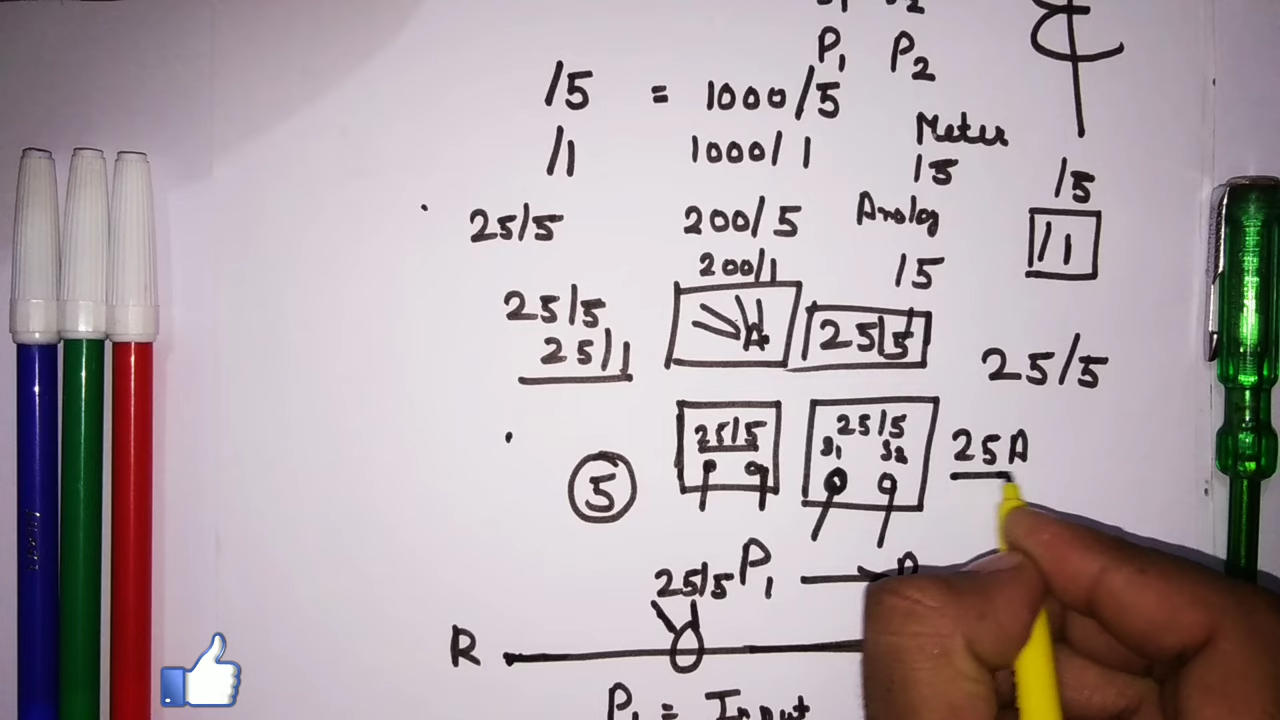 P1 P2
/5 = 1000/5
/1 1000/1
Meter
15
/5
25/5 200/5 Analog
/1
200/1 15
25/5
25/1
A
25/5
25/5
25/5
25/5
S1 S2
25A
5
25/5 P1
R
P1 = Input